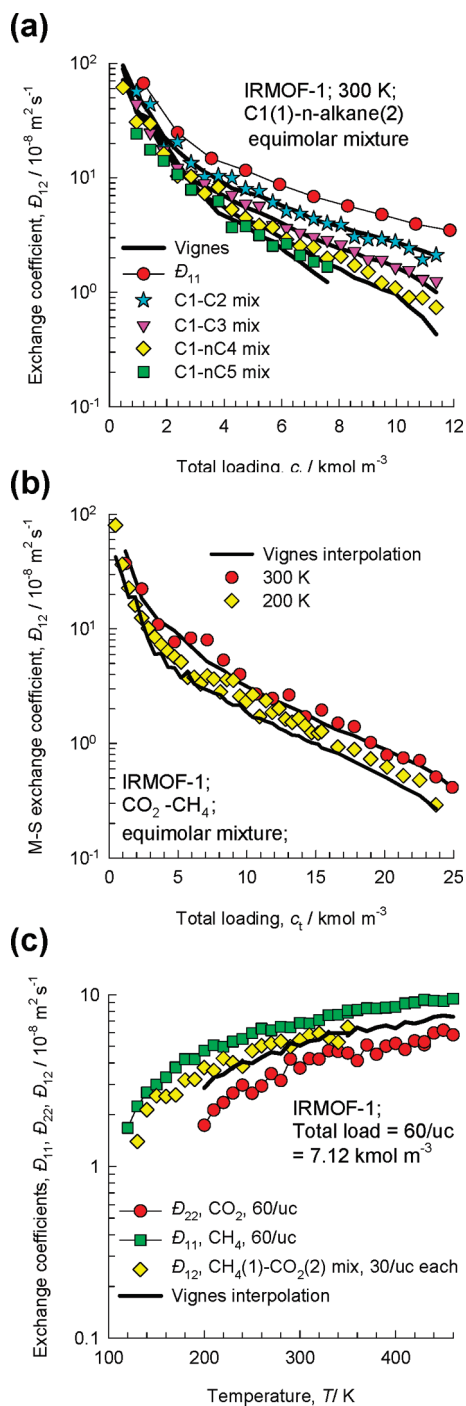 (a)
10²
10¹
10⁰
10⁻¹
Exchange coefficient, Đ₁₂ / 10⁻⁸ m² s⁻¹
IRMOF-1; 300 K;
C1(1)-n-alkane(2)
equimolar mixture
Vignes
Đ₁₁
C1-C2 mix
C1-C3 mix
C1-nC4 mix
C1-nC5 mix
0 2 4 6 8 10 12
Total loading, cₜ / kmol m⁻³
(b)
10²
10¹
10⁰
10⁻¹
M-S exchange coefficient, Đ₁₂ / 10⁻⁸ m² s⁻¹
Vignes interpolation
300 K
200 K
IRMOF-1;
CO₂ -CH₄;
equimolar mixture;
0 5 10 15 20 25
Total loading, cₜ / kmol m⁻³
(c)
10
1
0.1
Exchange coefficients, Đ₁₁, Đ₂₂, Đ₁₂ / 10⁻⁸ m² s⁻¹
IRMOF-1;
Total load = 60/uc
= 7.12 kmol m⁻³
Đ₂₂, CO₂, 60/uc
Đ₁₁, CH₄, 60/uc
Đ₁₂, CH₄(1)-CO₂(2) mix, 30/uc each
Vignes interpolation
100 200 300 400
Temperature, T/ K